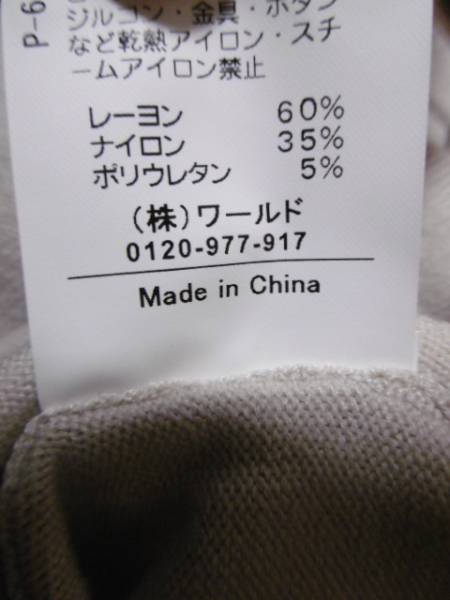 P-6
ジルコン・金具・ボタン
など乾熱アイロン・スチ
ームアイロン禁止
レーヨン 60%
ナイロン 35%
ポリウレタン 5%
(株)ワールド
0120-977-917
Made in China